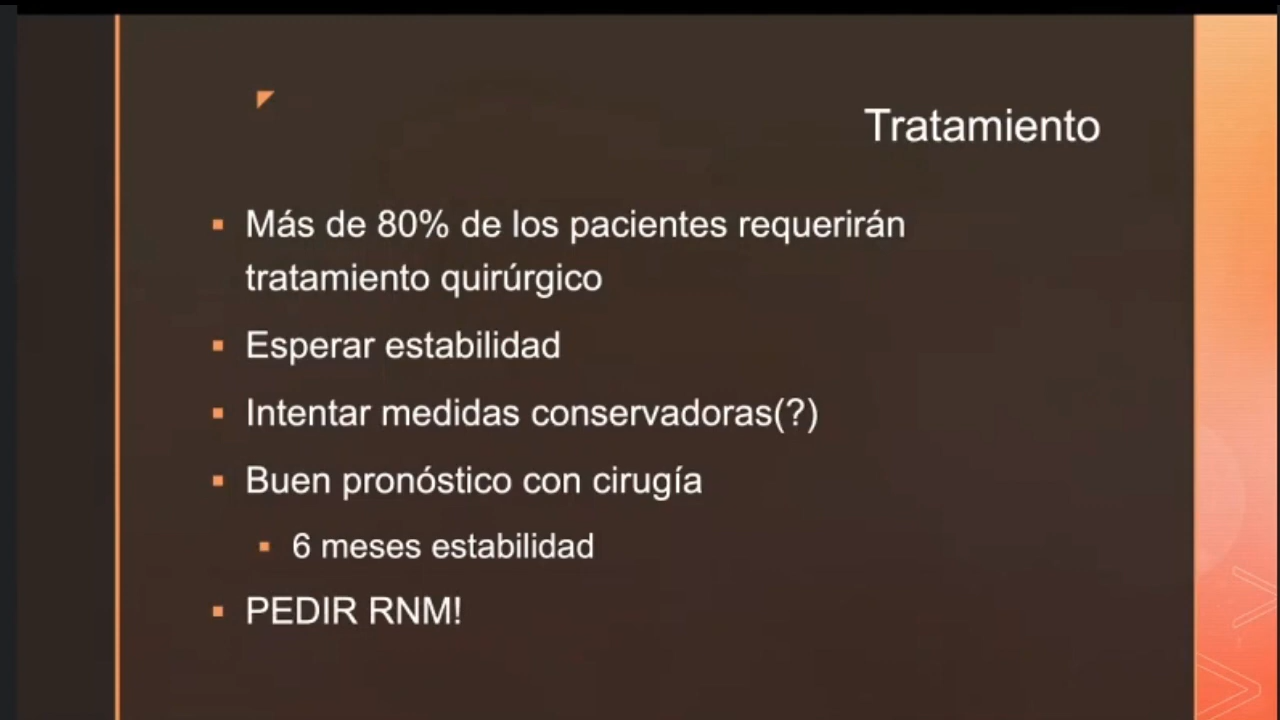 Tratamiento
Más de 80% de los pacientes requerirán
tratamiento quirúrgico
Esperar estabilidad
Intentar medidas conservadoras(?)
Buen pronóstico con cirugía
6 meses estabilidad
PEDIR RNM!